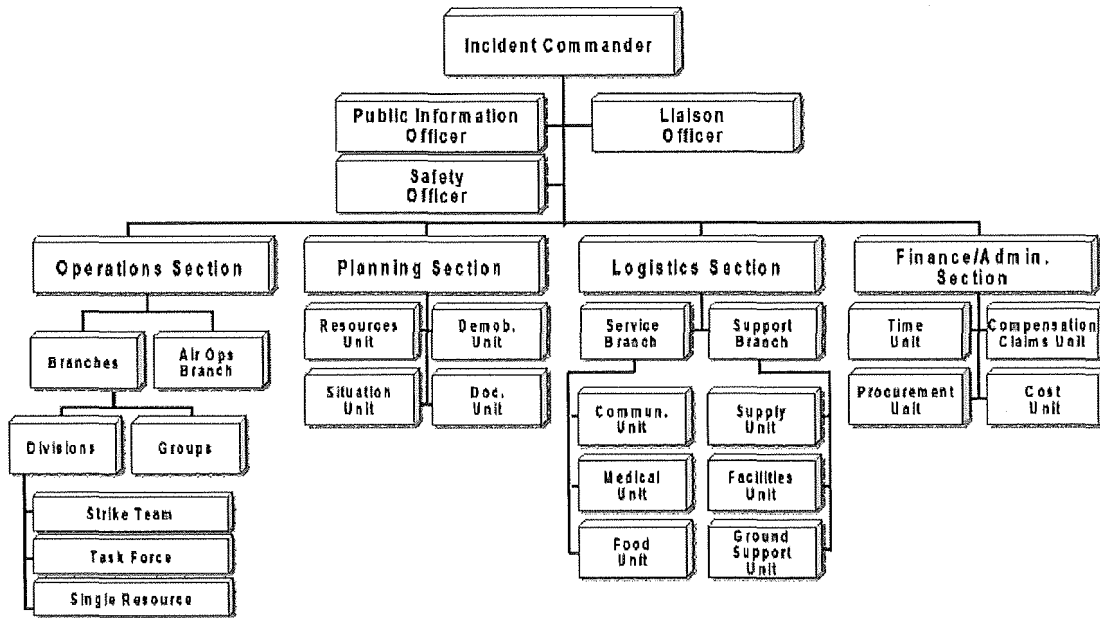 Incident Commander
Public Information
Officer
Liaison
Officer
Safety
Officer
Operations Section
Planning Section
Logistics Section
Finance/Admin.
Section
Branches
Air Ops
Branch
Divisions
Groups
Strike Team
Task Force
Single Resource
Resources
Unit
Demob.
Unit
Situation
Unit
Doc.
Unit
Service
Branch
Support
Branch
Commun.
Unit
Supply
Unit
Medical
Unit
Facilities
Unit
Food
Unit
Ground
Support
Unit
Time
Unit
Compensation
Claims Unit
Procurement
Unit
Cost
Unit